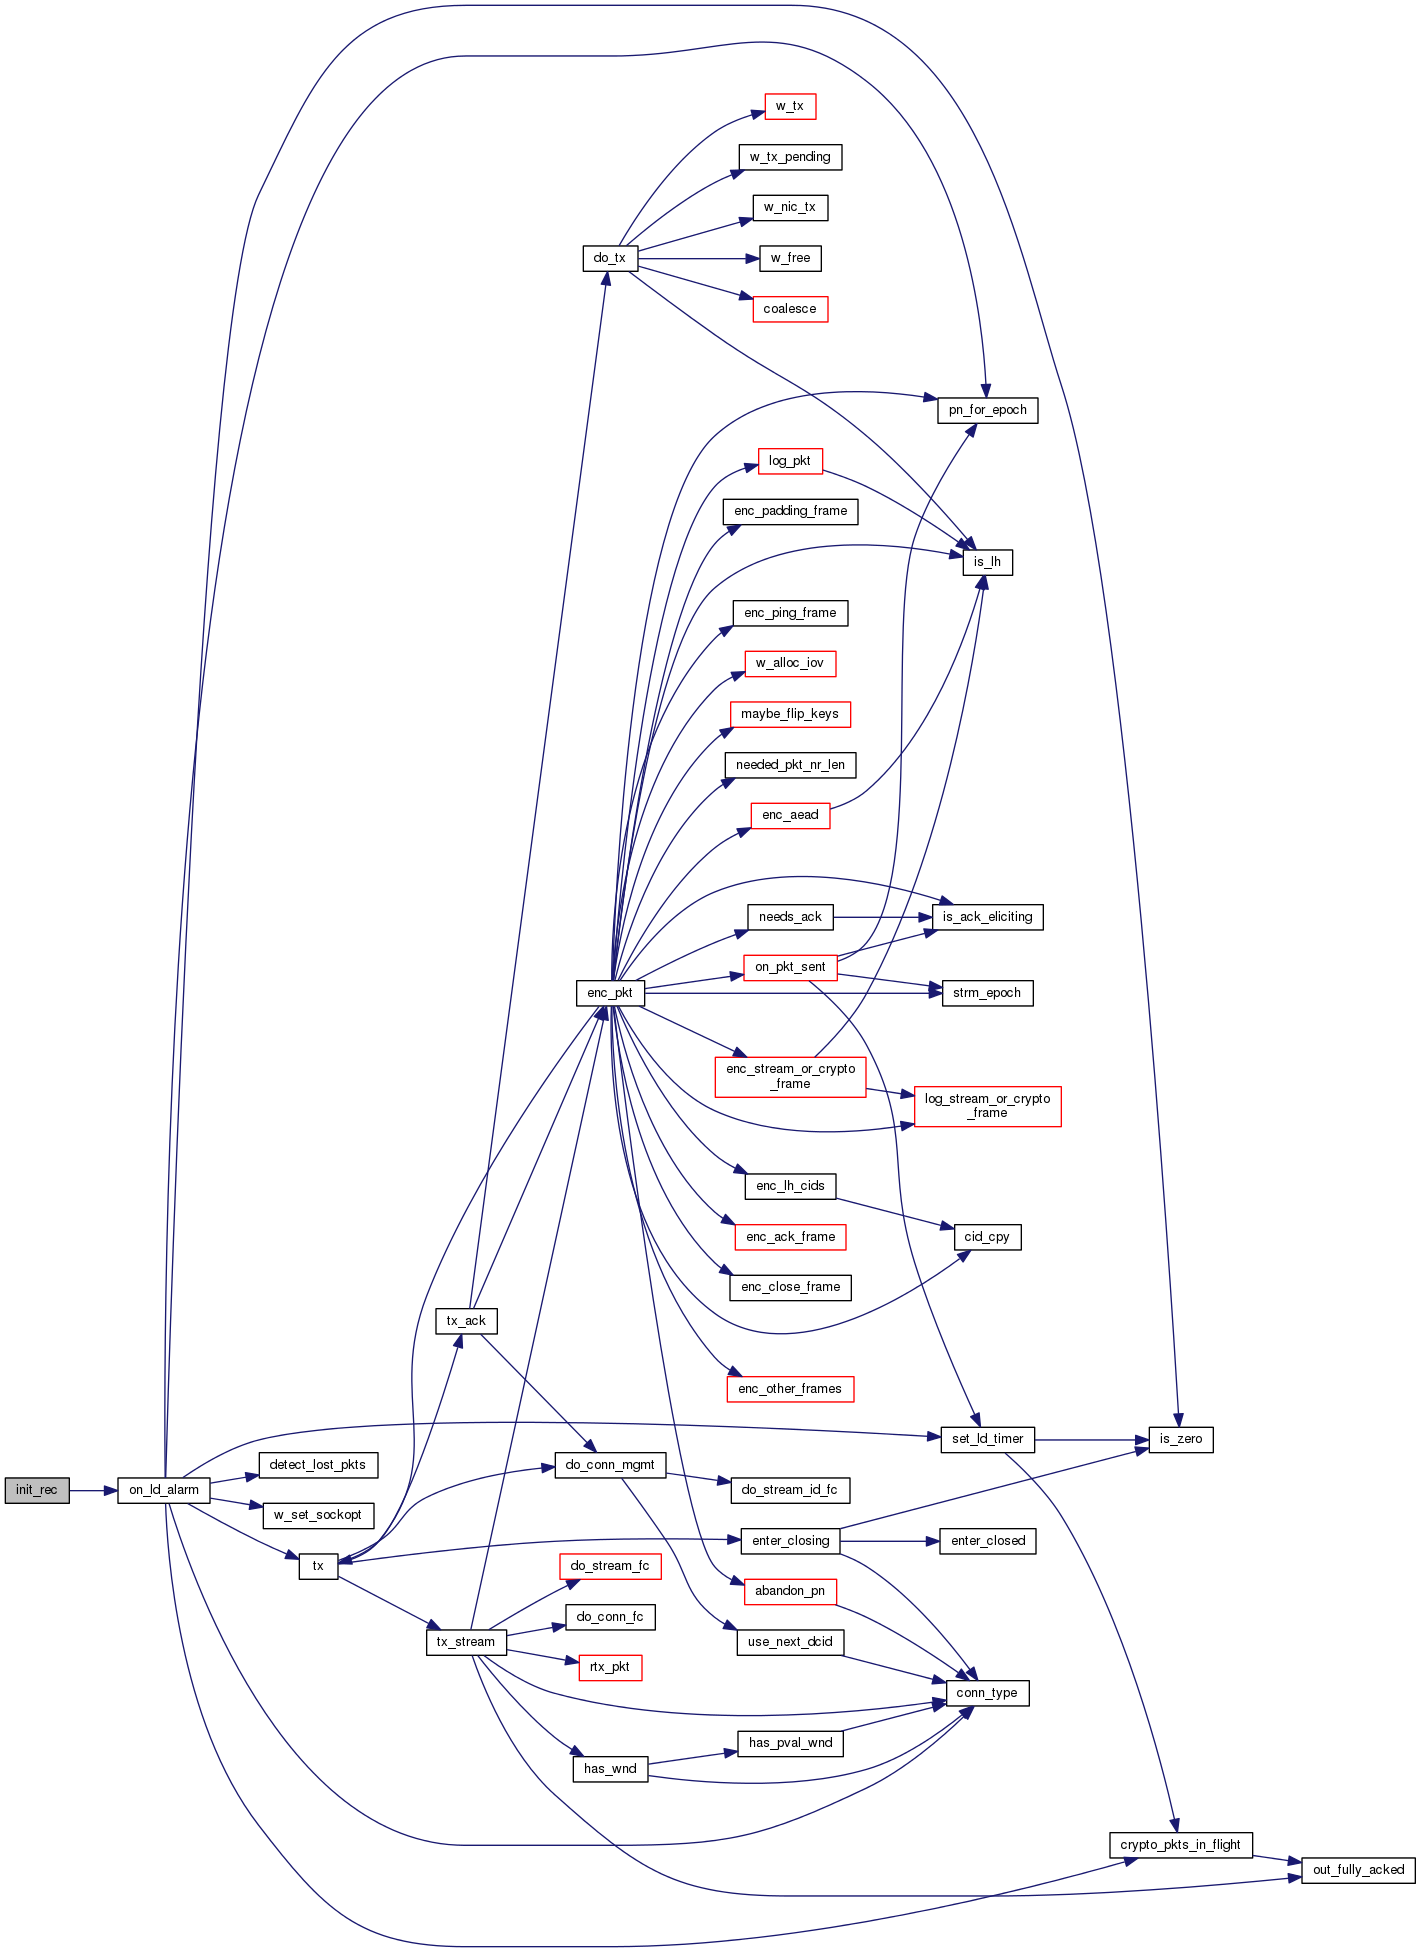 w_tx
w_tx_pending
w_nic_tx
do_tx
w_free
coalesce
pn_for_epoch
log_pkt
enc_padding_frame
is_lh
enc_ping_frame
w_alloc_iov
maybe_flip_keys
needed_pkt_nr_len
enc_aead
needs_ack
is_ack_eliciting
on_pkt_sent
enc_pkt
strm_epoch
enc_stream_or_crypto
_frame
log_stream_or_crypto
_frame
enc_lh_cids
enc_ack_frame
cid_cpy
enc_close_frame
tx_ack
enc_other_frames
set_ld_timer
is_zero
detect_lost_pkts
do_conn_mgmt
init_rec
on_ld_alarm
do_stream_id_fc
w_set_sockopt
enter_closing
enter_closed
tx
do_stream_fc
abandon_pn
do_conn_fc
tx_stream
use_next_dcid
rtx_pkt
conn_type
has_pval_wnd
has_wnd
crypto_pkts_in_flight
out_fully_acked